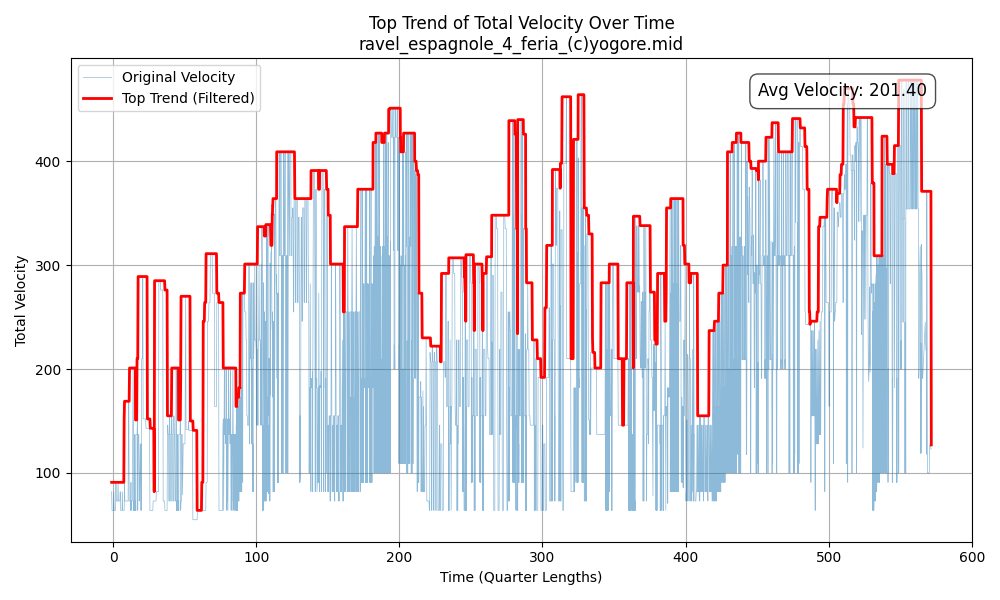 Top Trend of Total Velocity Over Time
ravel_espagnole_4_feria_(c)yogore.mid
Original Velocity
Top Trend (Filtered)
Avg Velocity: 201.40
Total Velocity
400
300
200
100
0 100 200 300 400 500 600
Time (Quarter Lengths)